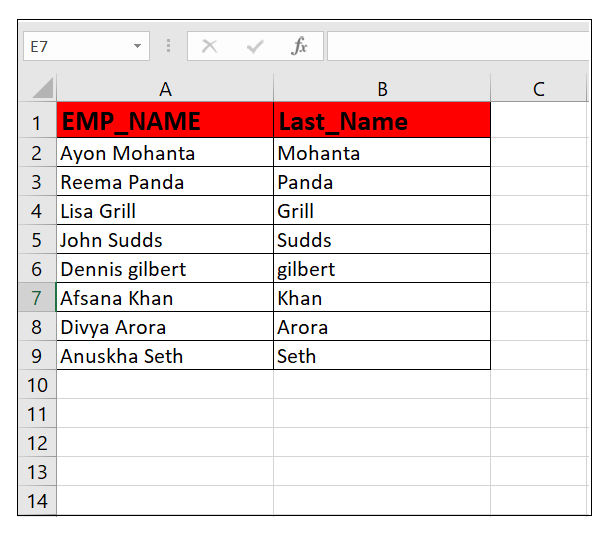 E7 fx
A B C
1 EMP_NAME Last_Name
2 Ayon Mohanta Mohanta
3 Reema Panda Panda
4 Lisa Grill Grill
5 John Sudds Sudds
6 Dennis gilbert gilbert
7 Afsana Khan Khan
8 Divya Arora Arora
9 Anuskha Seth Seth
10
11
12
13
14